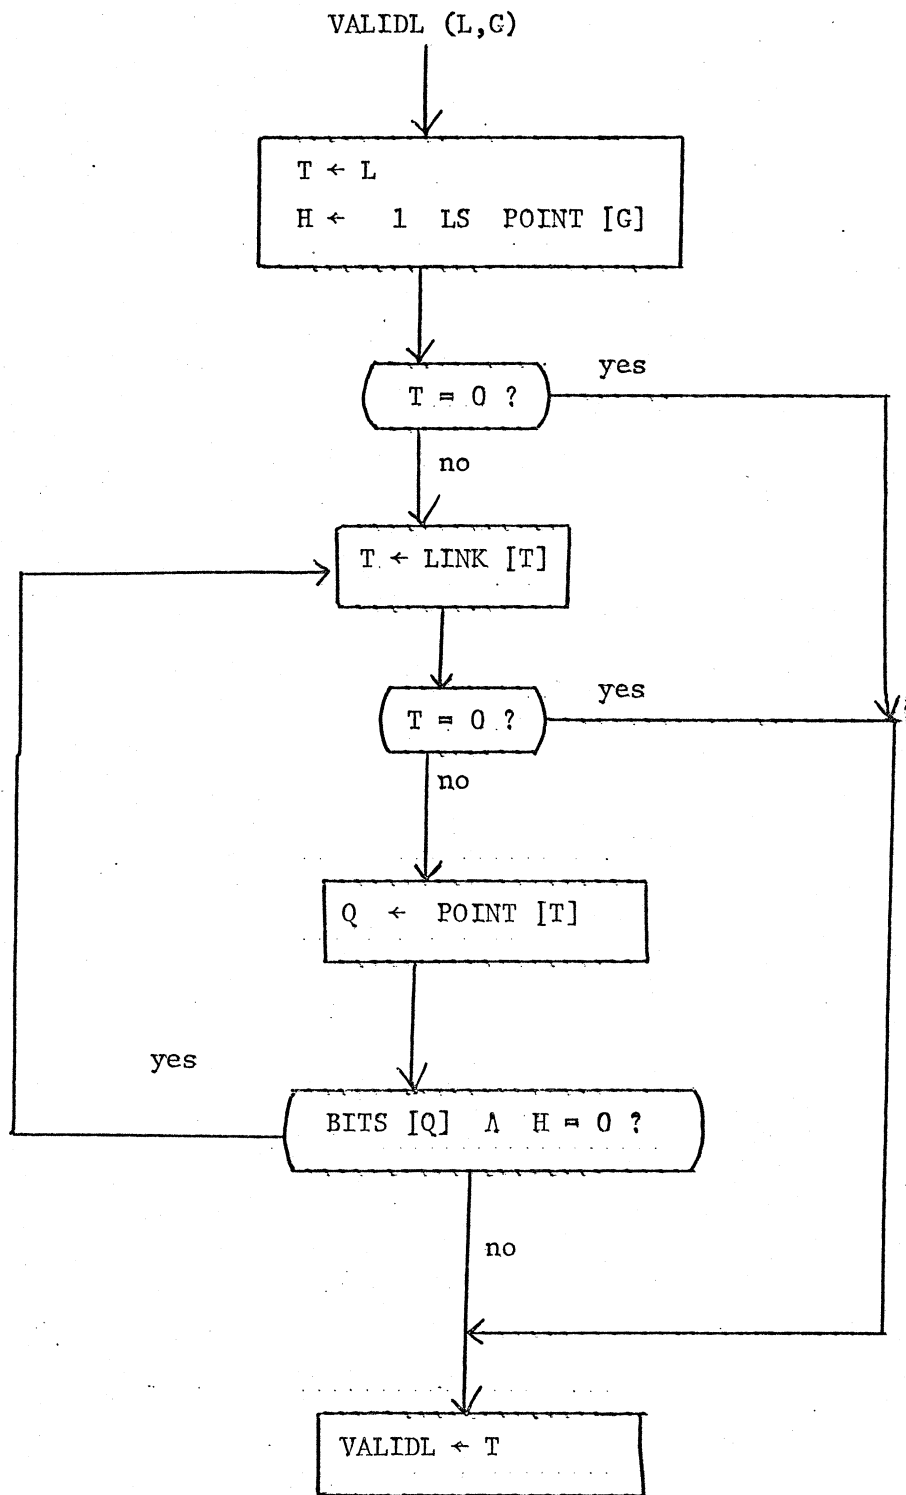 VALIDL (L,G)
T ← L
H ← 1 LS POINT [G]
T = 0 ?
yes
no
T ← LINK [T]
T = 0 ?
yes
no
Q ← POINT [T]
yes
BITS [Q] Λ H = 0 ?
no
VALIDL ← T